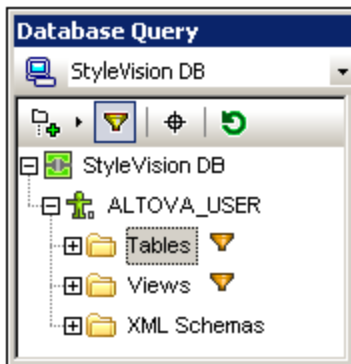 Database Query
StyleVision DB
StyleVision DB
ALTOVA_USER
Tables
Views
XML Schemas